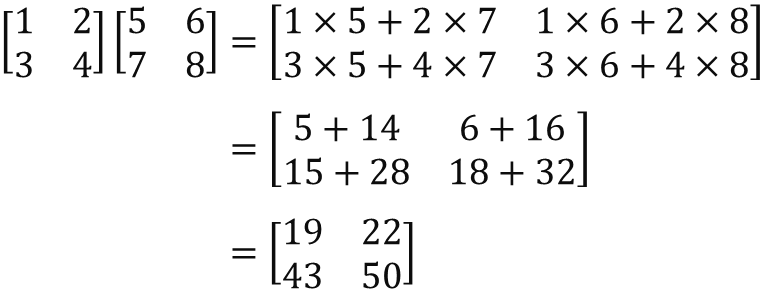 [1 2] [5 6] = [1 × 5 + 2 × 7 1 × 6 + 2 × 8]
[3 4] [7 8] [3 × 5 + 4 × 7 3 × 6 + 4 × 8]
= [5 + 14 6 + 16]
[15 + 28 18 + 32]
= [19 22]
[43 50]